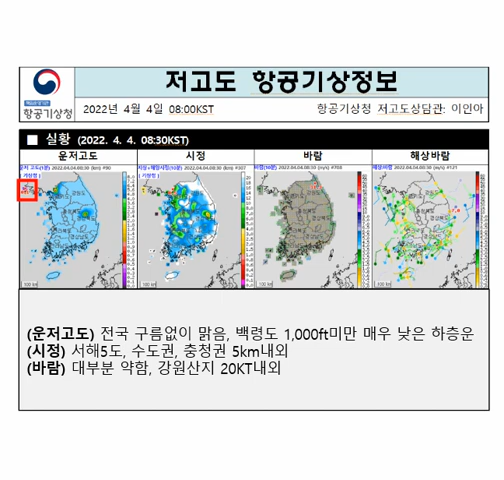 저고도 항공기상정보
항공기상청
2022년 4월 4일 08:00KST
항공기상청 저고도상담관: 이인아
■ 실황 (2022. 4. 4. 08:30KST)
운저고도 시정 바람 해상바람
(운저고도) 전국 구름없이 맑음, 백령도 1,000ft미만 매우 낮은 하층운
(시정) 서해5도, 수도권, 충청권 5km내외
(바람) 대부분 약함, 강원산지 20KT내외